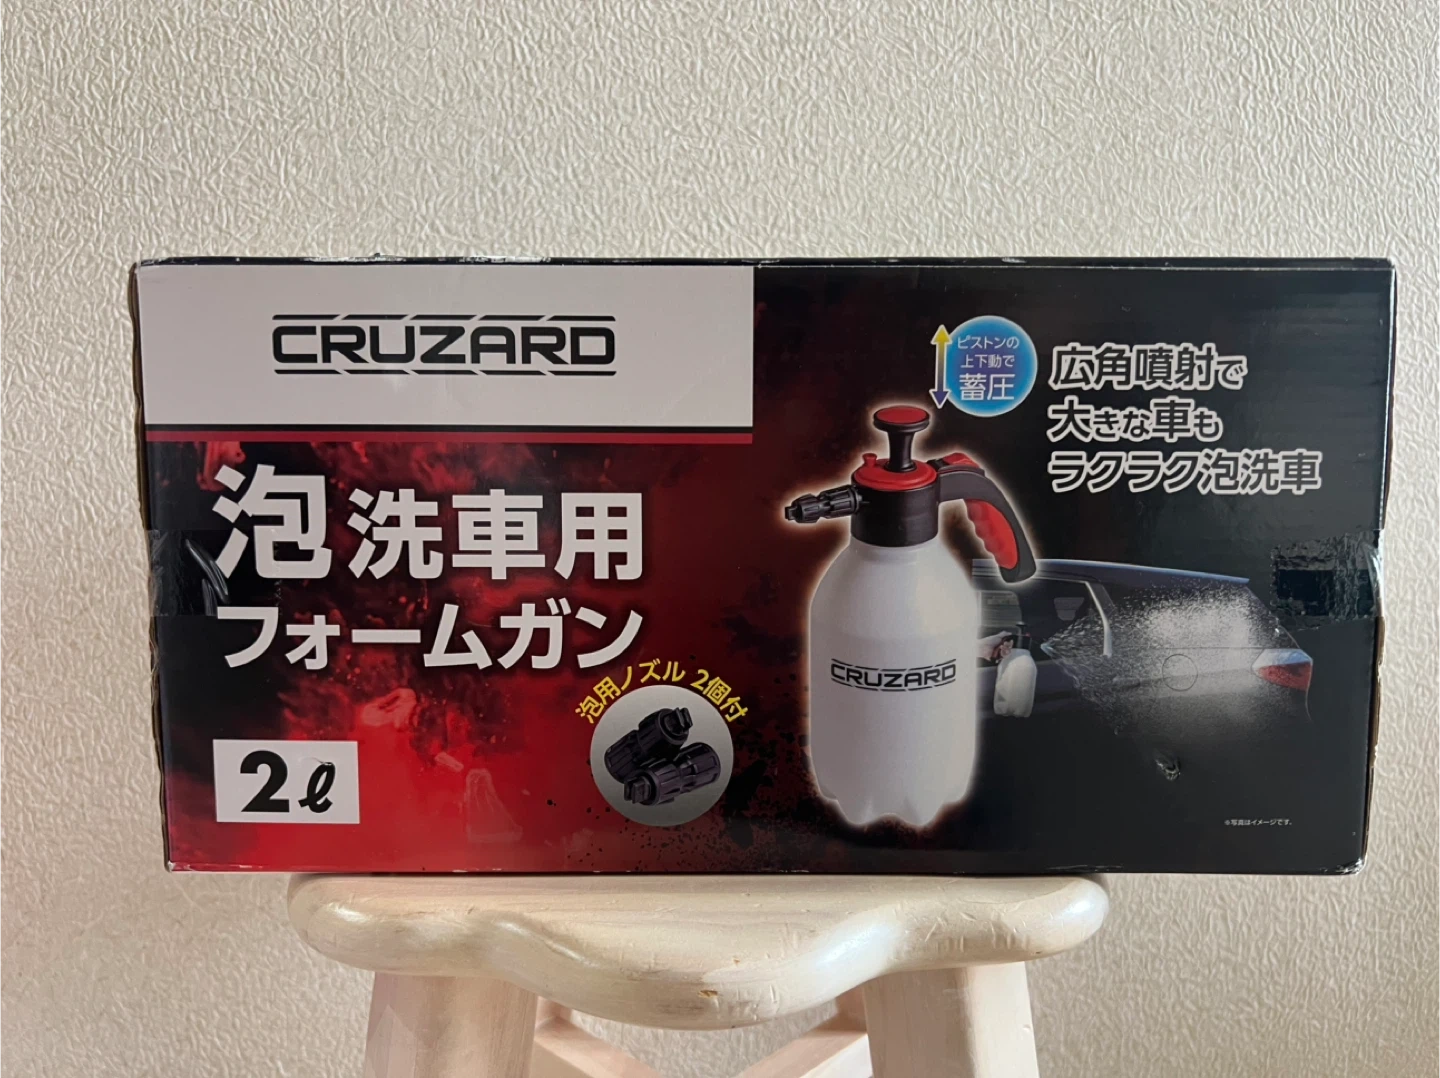 CRUZARD
泡洗車用
フォームガン
泡用ノズル 2個付
2ℓ
ピストンの
上下動で
蓄圧
広角噴射で
大きな車も
ラクラク泡洗車
CRUZARD
※写真はイメージです。